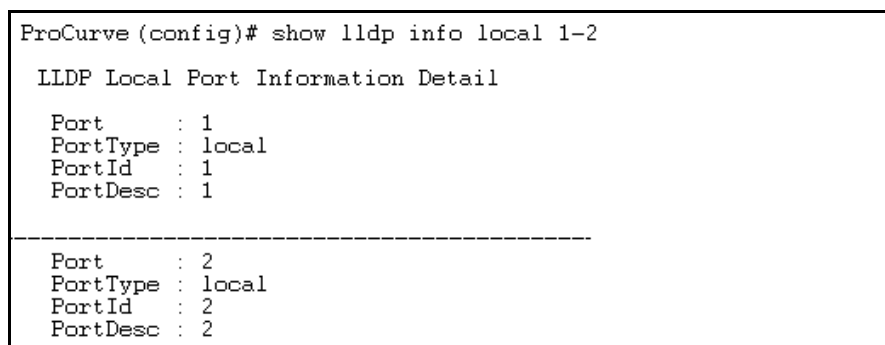 ProCurve (config)# show lldp info local 1-2
LLDP Local Port Information Detail
Port : 1
PortType : local
PortId : 1
PortDesc : 1
------------------------------------------------
Port : 2
PortType : local
PortId : 2
PortDesc : 2